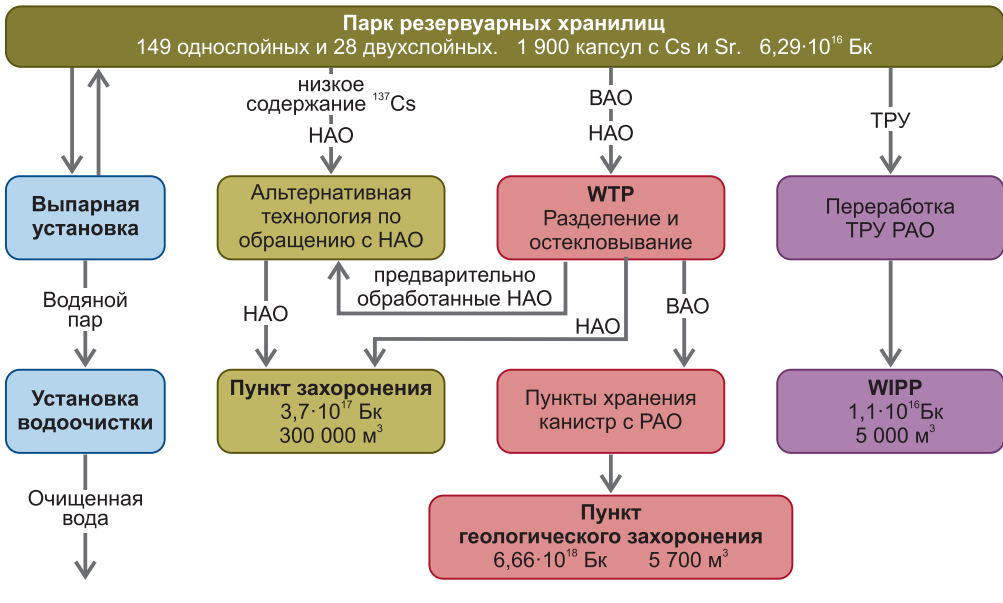 Парк резервуарных хранилищ
149 однослойных и 28 двухслойных. 1 900 капсул с Cs и Sr. 6,29·10¹⁶ Бк
низкое
содержание ¹³⁷Cs
НАО
ВАО
НАО
ТРУ
Выпарная
установка
Альтернативная
технология по
обращению с НАО
WTP
Разделение и
остекловывание
Переработка
ТРУ РАО
Водяной
пар
НАО
предварительно
обработанные НАО
НАО
ВАО
Установка
водоочистки
Пункт захоронения
3,7·10¹⁷ Бк
300 000 м³
Пункты хранения
канистр с РАО
WIPP
1,1·10¹⁶Бк
5 000 м³
Очищенная
вода
Пункт
геологического захоронения
6,66·10¹⁸ Бк 5 700 м³